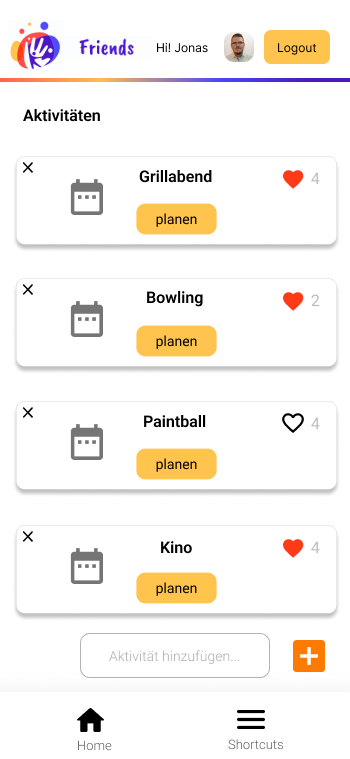 Friends
Hi! Jonas
Logout
Aktivitäten
Grillabend
4
planen
Bowling
2
planen
Paintball
4
planen
Kino
4
planen
Aktivität hinzufügen...
Home
Shortcuts